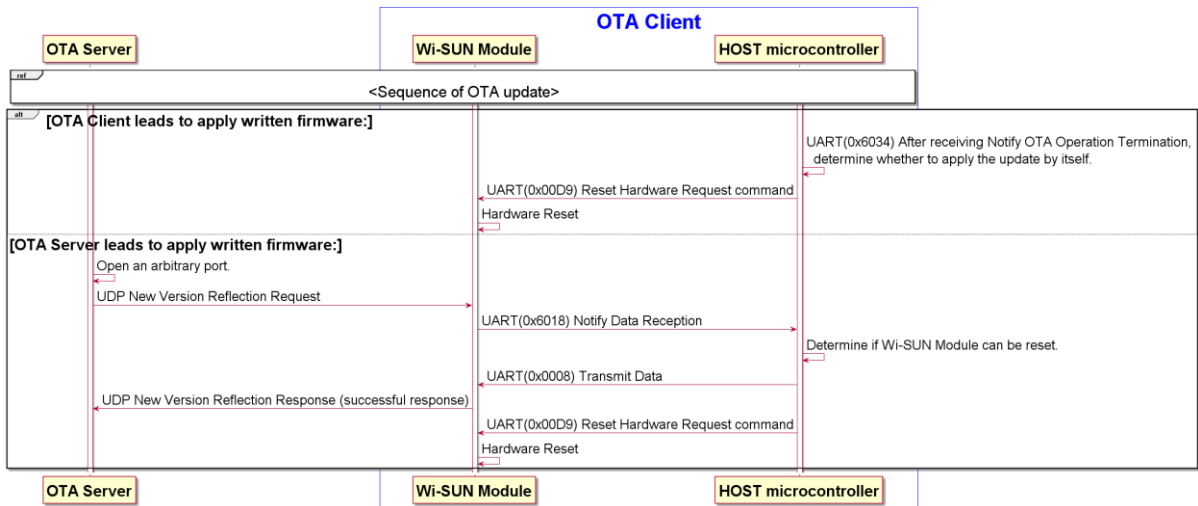 OTA Client
OTA Server
Wi-SUN Module
HOST microcontroller
ref
<Sequence of OTA update>
alt
[OTA Client leads to apply written firmware:]
UART(0x6034) After receiving Notify OTA Operation Termination,
determine whether to apply the update by itself.
UART(0x00D9) Reset Hardware Request command
Hardware Reset
[OTA Server leads to apply written firmware:]
Open an arbitrary port.
UDP New Version Reflection Request
UART(0x6018) Notify Data Reception
Determine if Wi-SUN Module can be reset.
UART(0x0008) Transmit Data
UDP New Version Reflection Response (successful response)
UART(0x00D9) Reset Hardware Request command
Hardware Reset
OTA Server
Wi-SUN Module
HOST microcontroller